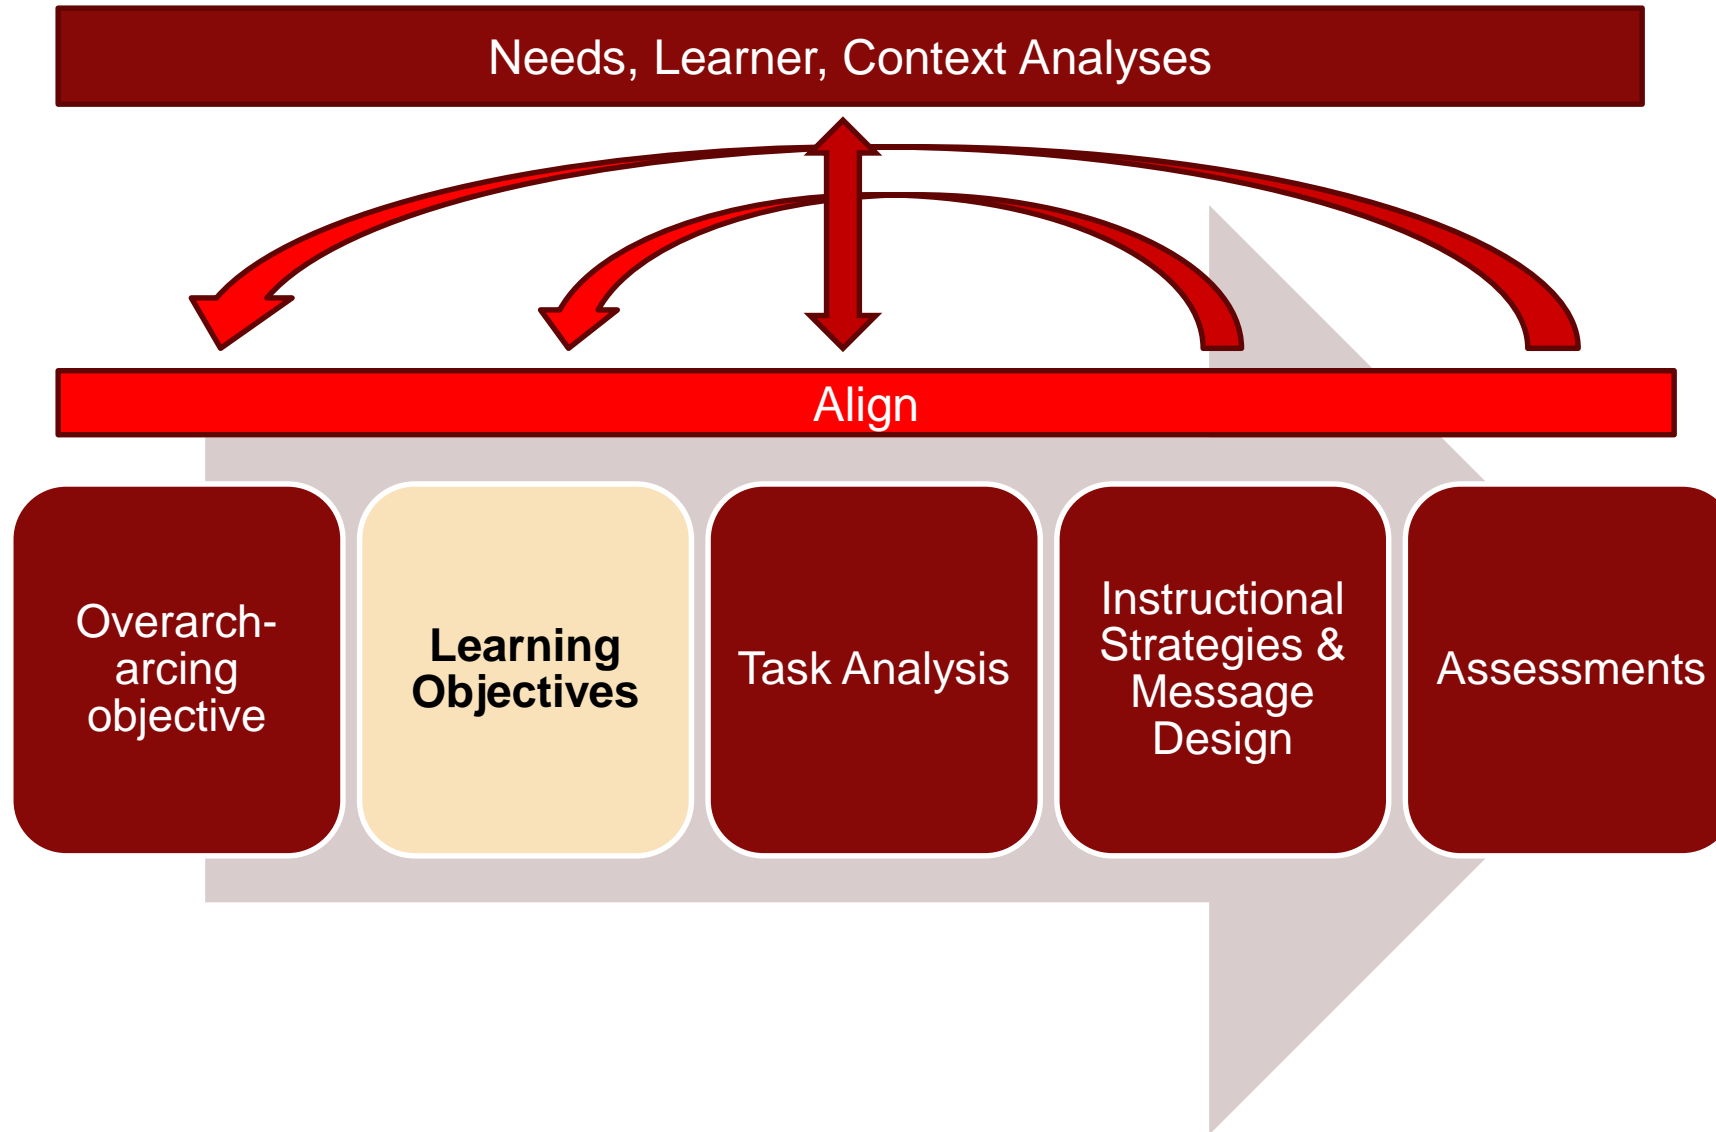 Needs, Learner, Context Analyses
Align
Overarch-
arcing
objective
Learning
Objectives
Task Analysis
Instructional
Strategies &
Message
Design
Assessments